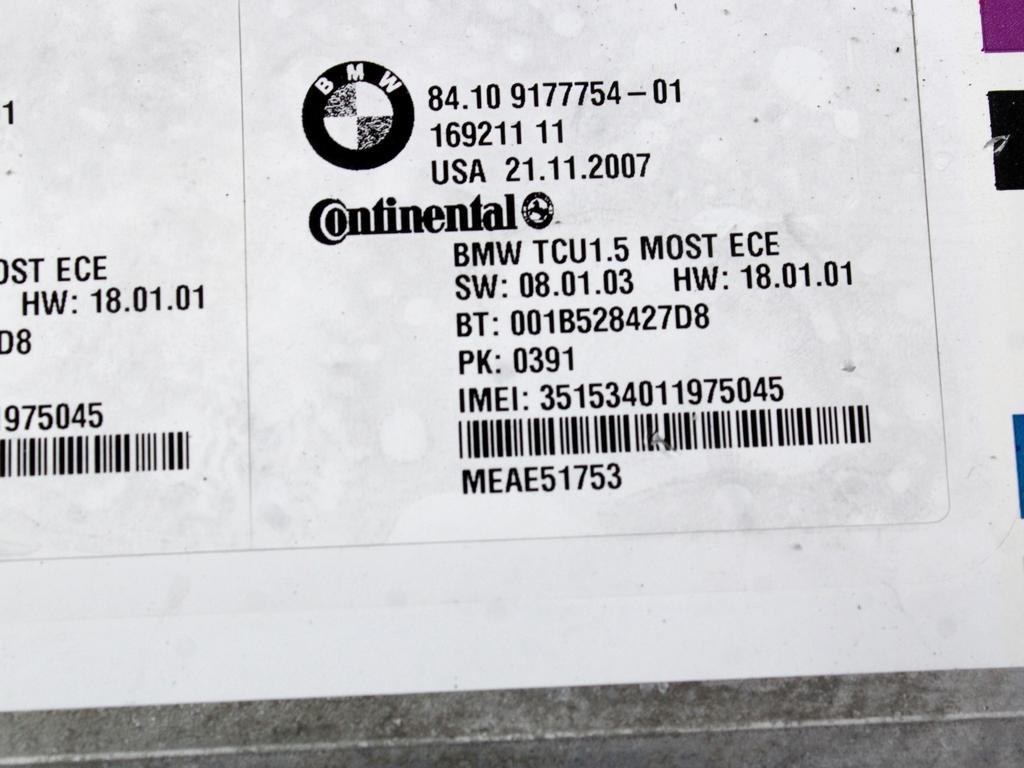 BMW
84.10 9177754-01
169211 11
USA 21.11.2007
Continental
BMW TCU1.5 MOST ECE
SW: 08.01.03 HW: 18.01.01
BT: 001B528427D8
PK: 0391
IMEI: 351534011975045
MEAE51753
1
OST ECE
HW: 18.01.01
D8
1975045